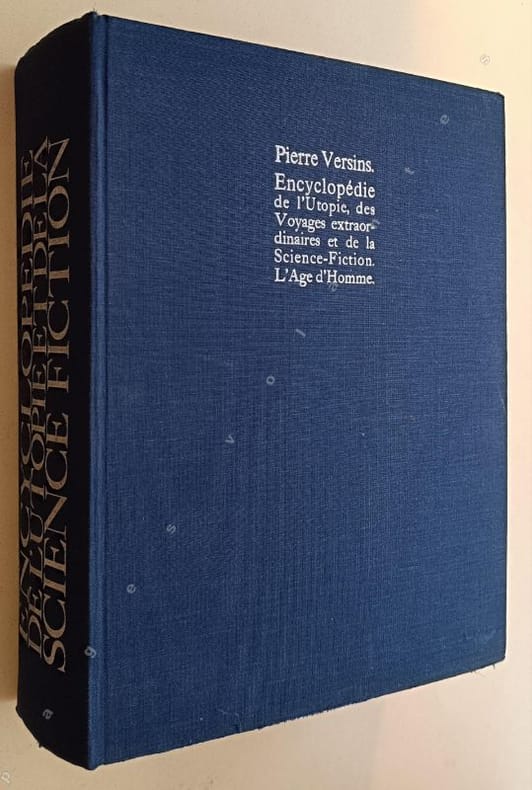 Pierre Versins.
Encyclopédie
de l'Utopie, des
Voyages extraor-
dinaires et de la
Science-Fiction.
L'Age d'Homme.
ENCYCLOPEDIE
DE L'UTOPIE ET DE LA
SCIENCE FICTION